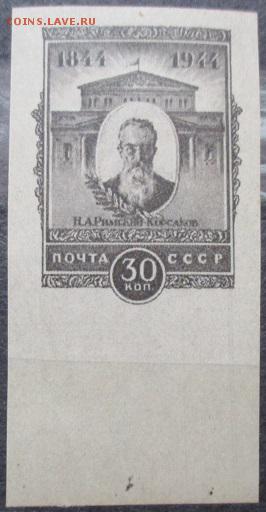 COINS.LAVE.RU
1844 1944
Н.А.РИМСКИЙ-КОРСАКОВ
ПОЧТА 30 СССР
КОП.